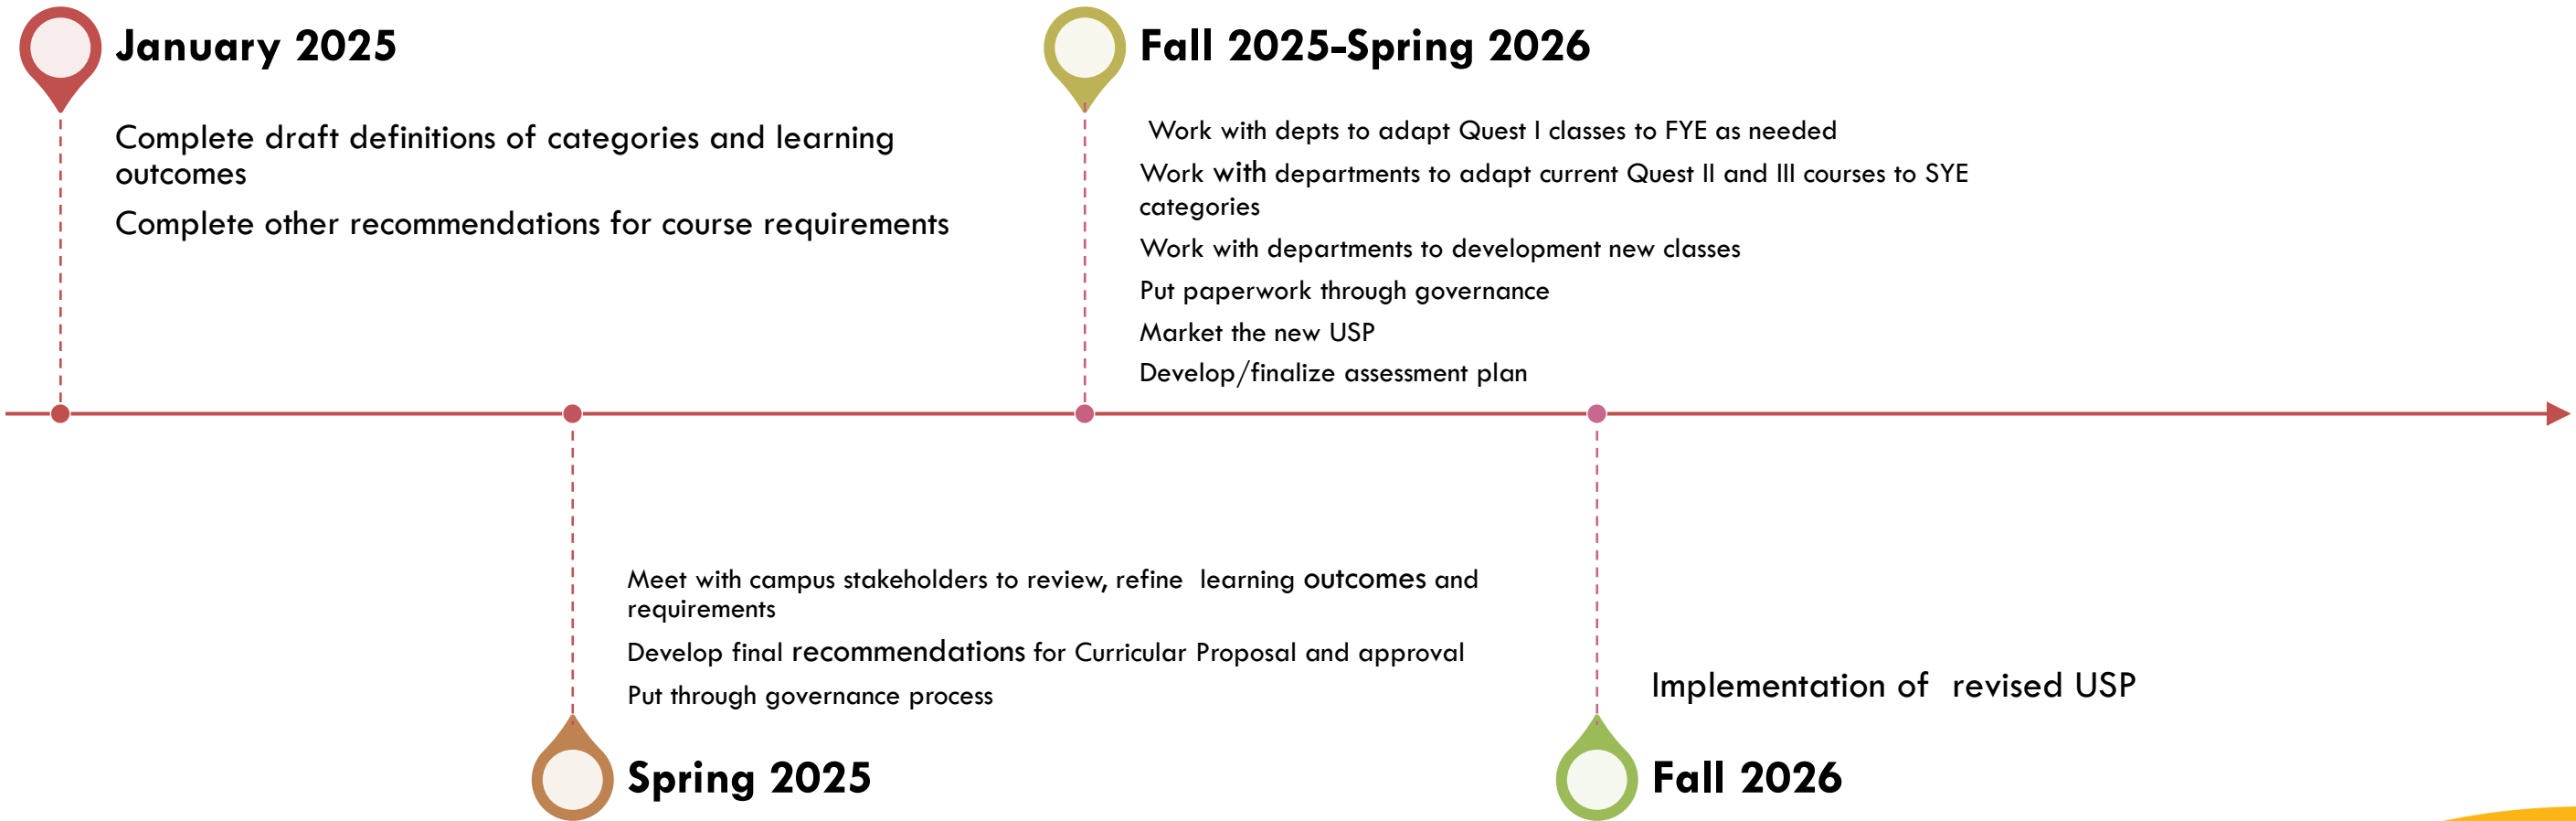 January 2025
Complete draft definitions of categories and learning
outcomes
Complete other recommendations for course requirements
Fall 2025-Spring 2026
Work with depts to adapt Quest I classes to FYE as needed
Work with departments to adapt current Quest II and III courses to SYE
categories
Work with departments to development new classes
Put paperwork through governance
Market the new USP
Develop/finalize assessment plan
Meet with campus stakeholders to review, refine  learning outcomes and
requirements
Develop final recommendations for Curricular Proposal and approval
Put through governance process
Spring 2025
Implementation of  revised USP
Fall 2026